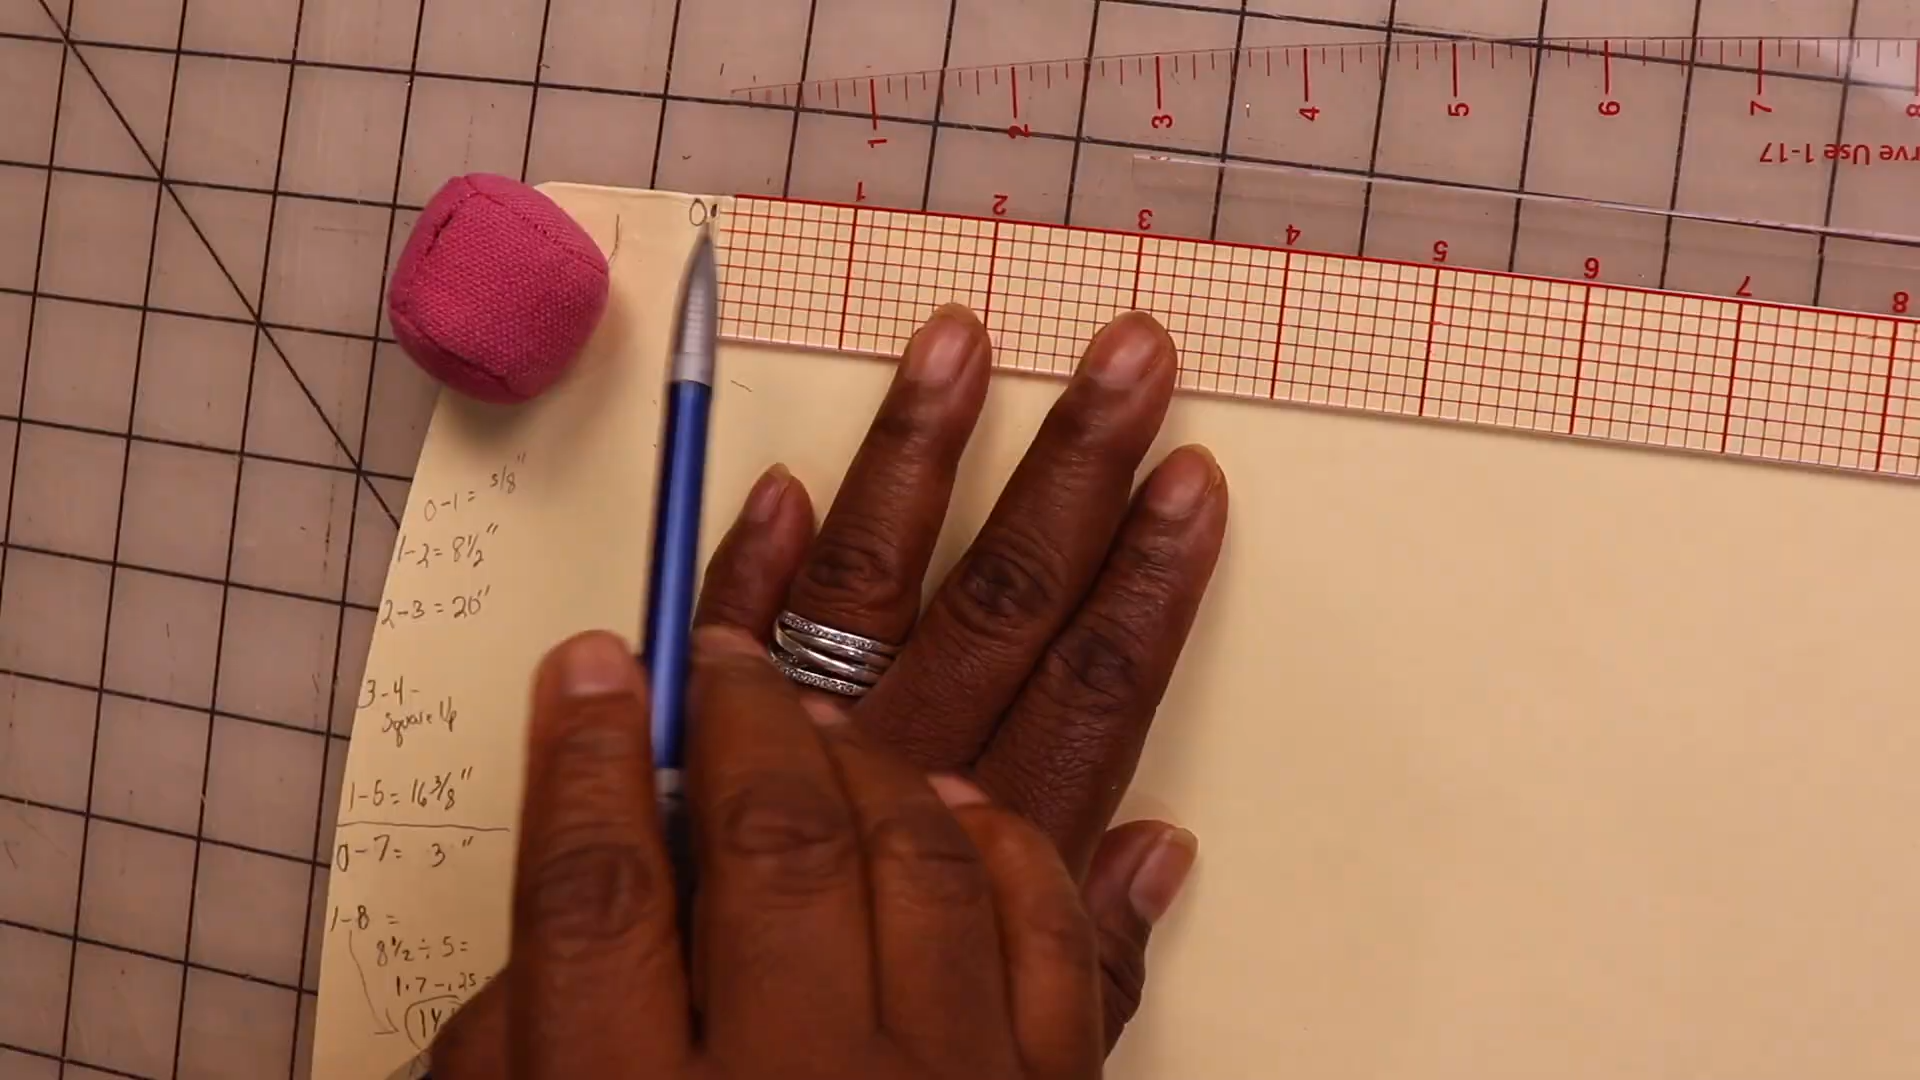 1 2 3 4 5 6 7 8
rve Use 1-17
0
1 2 3 4 5 6 7 8
0-1= 5/8"
1-2= 8 1/2"
2-3 = 20"
3-4-
Square Up
1-5= 16 3/8"
0-7= 3"
1-8 =
8 1/2 ÷ 5=
1.7-.25=